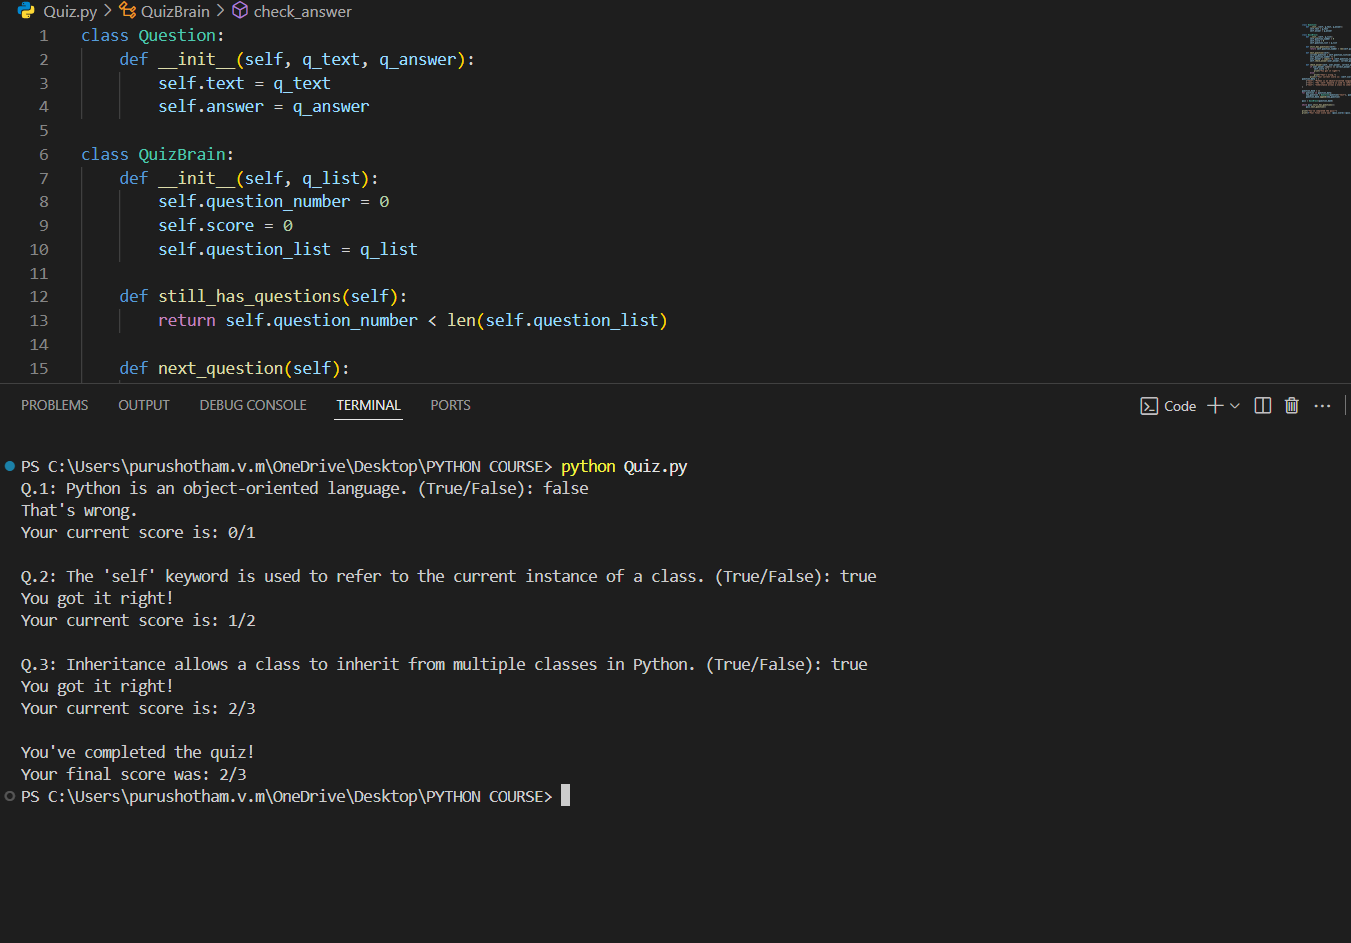 Quiz.py > QuizBrain > check_answer
1 class Question:
2 def __init__(self, q_text, q_answer):
3 self.text = q_text
4 self.answer = q_answer
5
6 class QuizBrain:
7 def __init__(self, q_list):
8 self.question_number = 0
9 self.score = 0
10 self.question_list = q_list
11
12 def still_has_questions(self):
13 return self.question_number < len(self.question_list)
14
15 def next_question(self):
PROBLEMS OUTPUT DEBUG CONSOLE TERMINAL PORTS Code
PS C:\Users\purushotham.v.m\OneDrive\Desktop\PYTHON COURSE> python Quiz.py
Q.1: Python is an object-oriented language. (True/False): false
That's wrong.
Your current score is: 0/1
Q.2: The 'self' keyword is used to refer to the current instance of a class. (True/False): true
You got it right!
Your current score is: 1/2
Q.3: Inheritance allows a class to inherit from multiple classes in Python. (True/False): true
You got it right!
Your current score is: 2/3
You've completed the quiz!
Your final score was: 2/3
PS C:\Users\purushotham.v.m\OneDrive\Desktop\PYTHON COURSE>